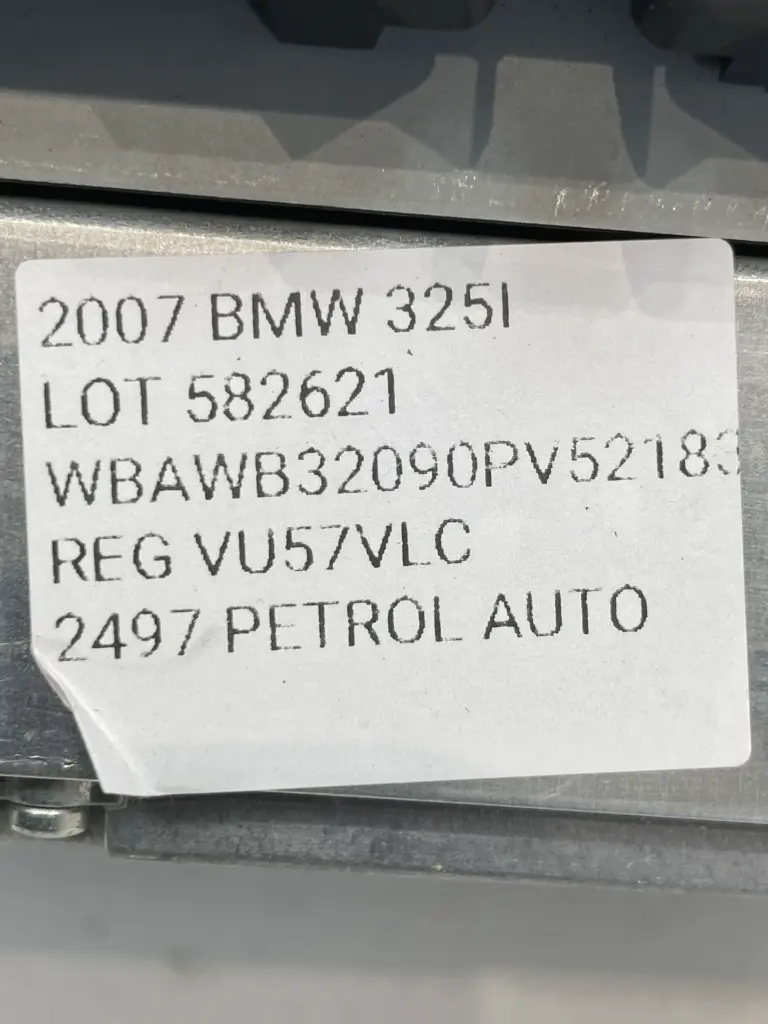 2007 BMW 325I
LOT 582621
WBAWB32090PV52183
REG VU57VLC
2497 PETROL AUTO